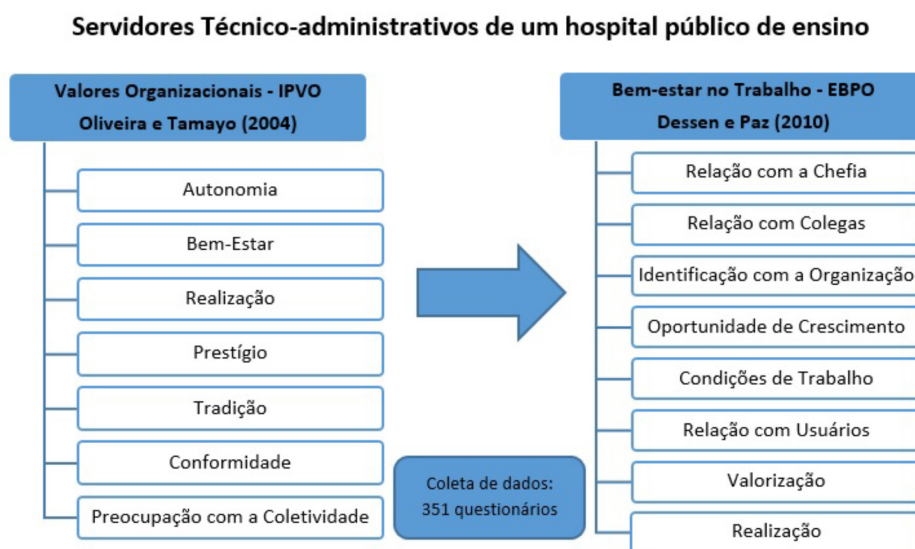 Servidores Técnico-administrativos de um hospital público de ensino
Valores Organizacionais - IPVO
Oliveira e Tamayo (2004)
Autonomia
Bem-Estar
Realização
Prestígio
Tradição
Conformidade
Preocupação com a Coletividade
Coleta de dados:
351 questionários
Bem-estar no Trabalho - EBPO
Dessen e Paz (2010)
Relação com a Chefia
Relação com Colegas
Identificação com a Organização
Oportunidade de Crescimento
Condições de Trabalho
Relação com Usuários
Valorização
Realização